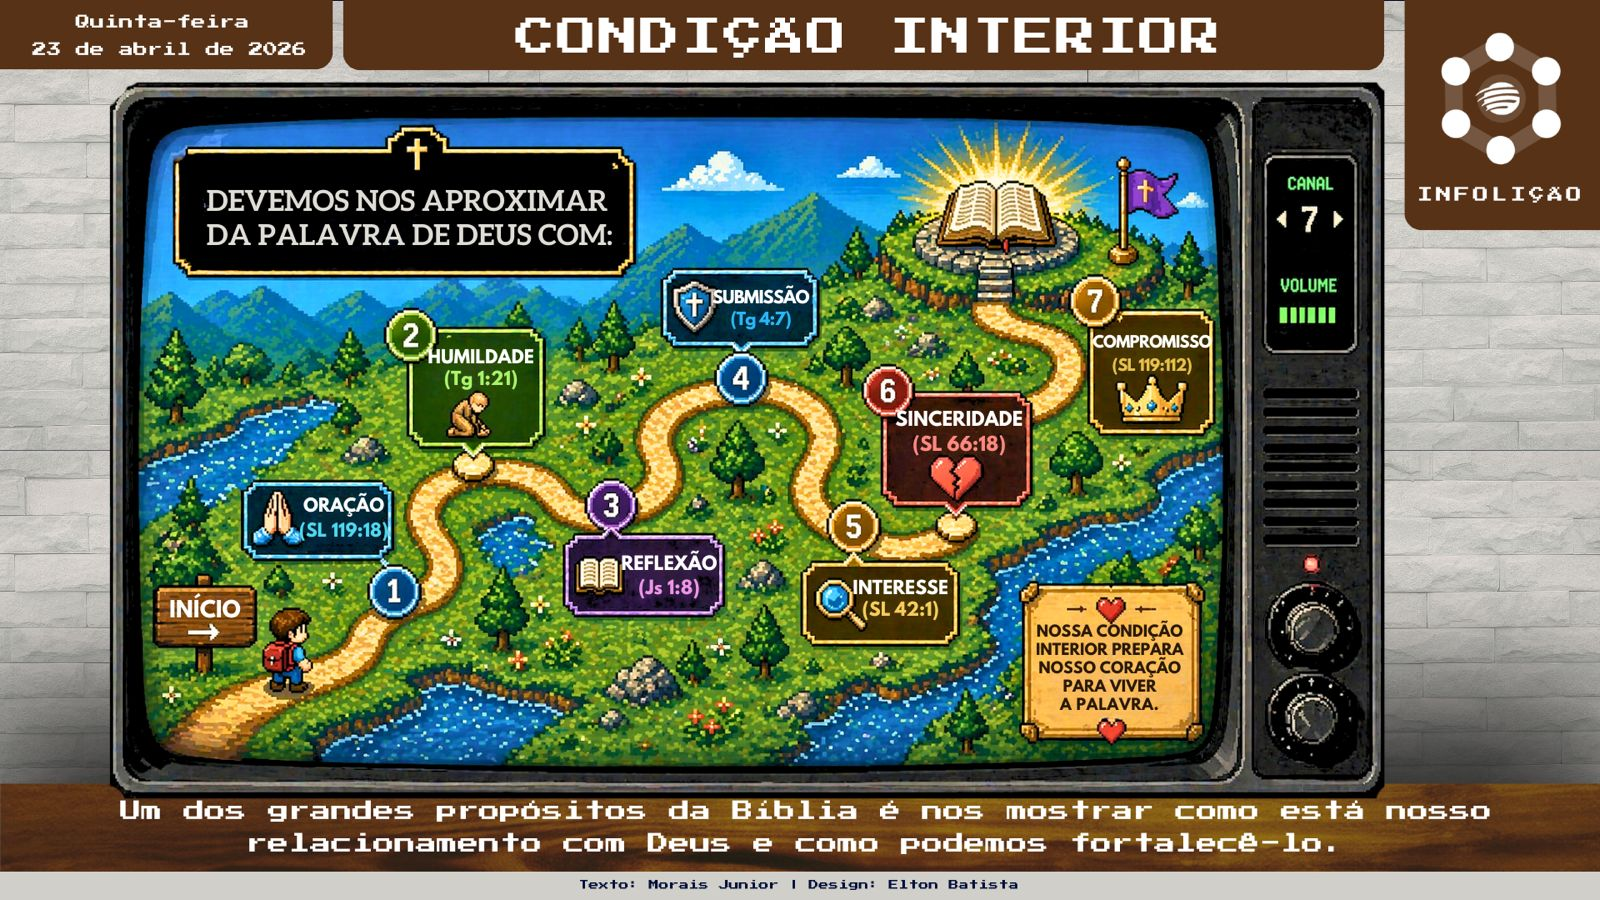 Quinta-feira
23 de abril de 2026
CONDIÇÃO INTERIOR
INFOLIÇÃO
CANAL
7
VOLUME
DEVEMOS NOS APROXIMAR
DA PALAVRA DE DEUS COM:
INÍCIO
1
ORAÇÃO
(SL 119:18)
2
HUMILDADE
(Tg 1:21)
3
REFLEXÃO
(Js 1:8)
4
SUBMISSÃO
(Tg 4:7)
5
INTERESSE
(SL 42:1)
6
SINCERIDADE
(SL 66:18)
7
COMPROMISSO
(SL 119:112)
NOSSA CONDIÇÃO
INTERIOR PREPARA
NOSSO CORAÇÃO
PARA VIVER
A PALAVRA.
Um dos grandes propósitos da Bíblia é nos mostrar como está nosso
relacionamento com Deus e como podemos fortalecê-lo.
Texto: Morais Junior | Design: Elton Batista